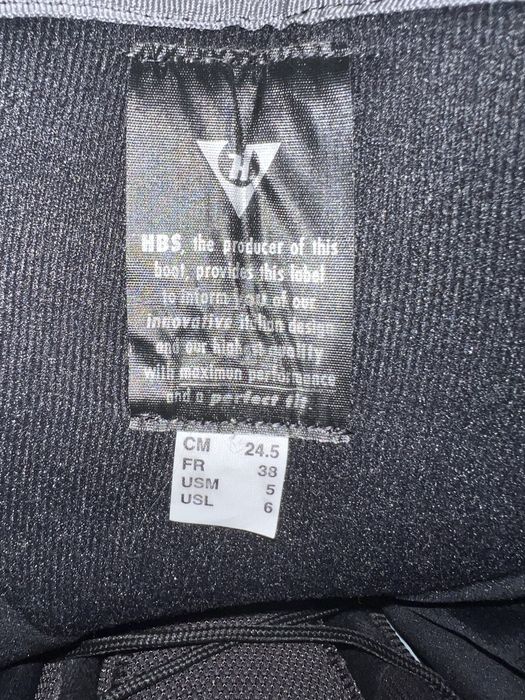 H
HBS, the producer of this
boot, provides this label
to inform you of our
innovative Italian design
and our high quality
with maximum performance
and a perfect fit.
CM 24.5
FR 38
USM 5
USL 6